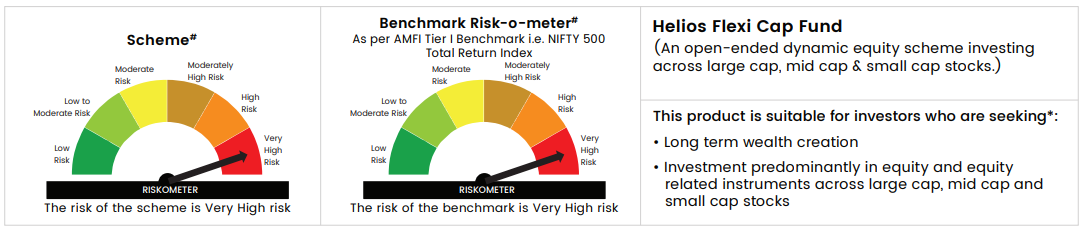 Scheme#
Moderate
Risk
Moderately
High Risk
Low to
Moderate Risk
High
Risk
Low
Risk
Very
High
Risk
RISKOMETER
The risk of the scheme is Very High risk
Benchmark Risk-o-meter#
As per AMFI Tier I Benchmark i.e. NIFTY 500
Total Return Index
Moderate
Risk
Moderately
High Risk
Low to
Moderate Risk
High
Risk
Low
Risk
Very
High
Risk
RISKOMETER
The risk of the benchmark is Very High risk
Helios Flexi Cap Fund
(An open-ended dynamic equity scheme investing
across large cap, mid cap & small cap stocks.)
This product is suitable for investors who are seeking*:
• Long term wealth creation
• Investment predominantly in equity and equity
related instruments across large cap, mid cap and
small cap stocks